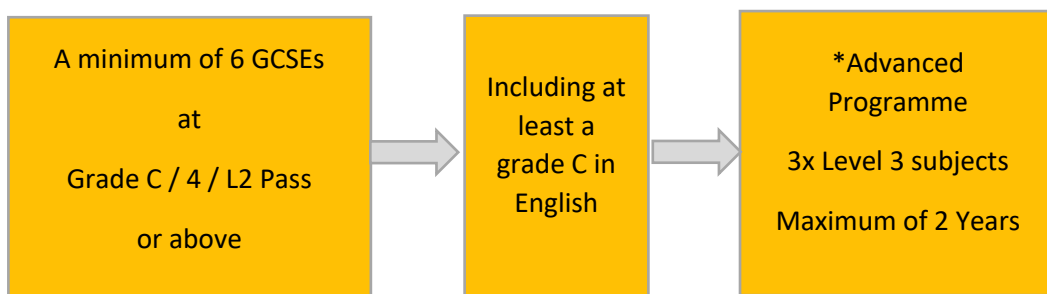 A minimum of 6 GCSEs
at
Grade C / 4 / L2 Pass
or above
Including at
least a
grade C in
English
*Advanced
Programme
3x Level 3 subjects
Maximum of 2 Years